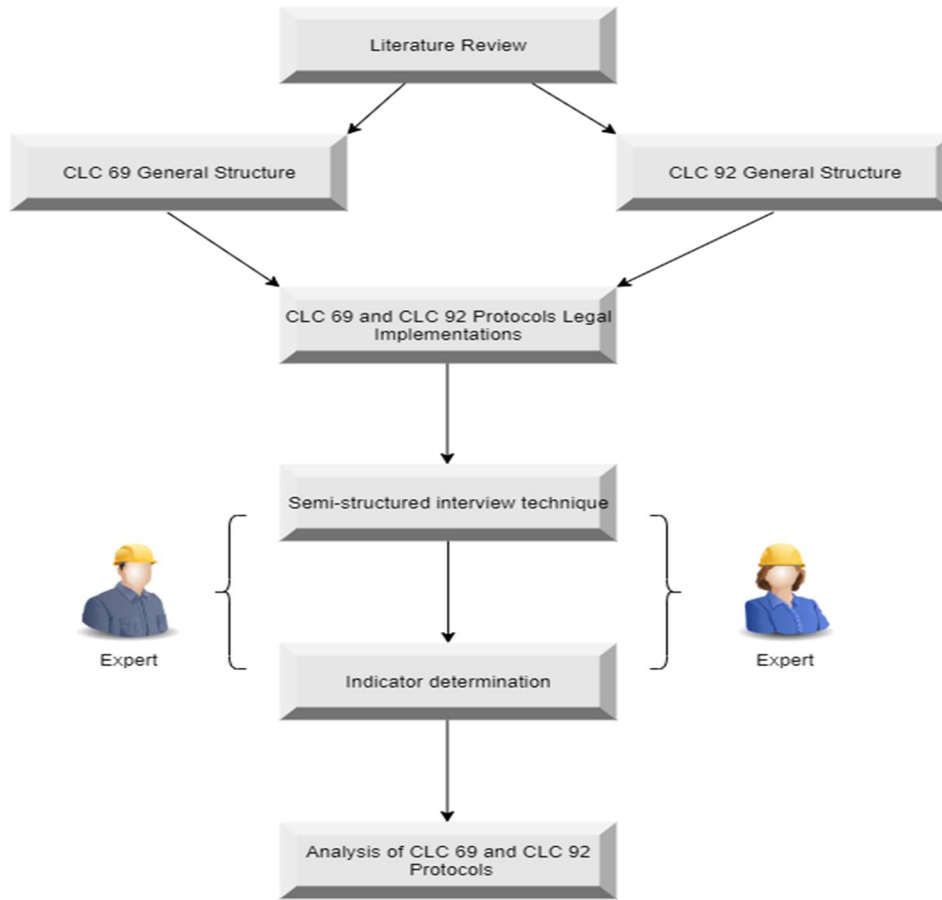 Literature Review
CLC 69 General Structure
CLC 92 General Structure
CLC 69 and CLC 92 Protocols Legal
Implementations
Semi-structured interview technique
Expert
Expert
Indicator determination
Analysis of CLC 69 and CLC 92
Protocols